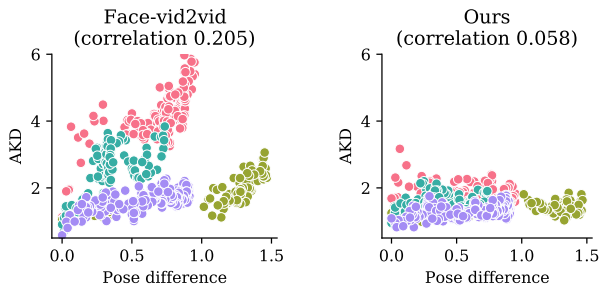 Face-vid2vid
(correlation 0.205)
6
4
2
AKD
0.0 0.5 1.0 1.5
Pose difference
Ours
(correlation 0.058)
6
4
2
AKD
0.0 0.5 1.0 1.5
Pose difference